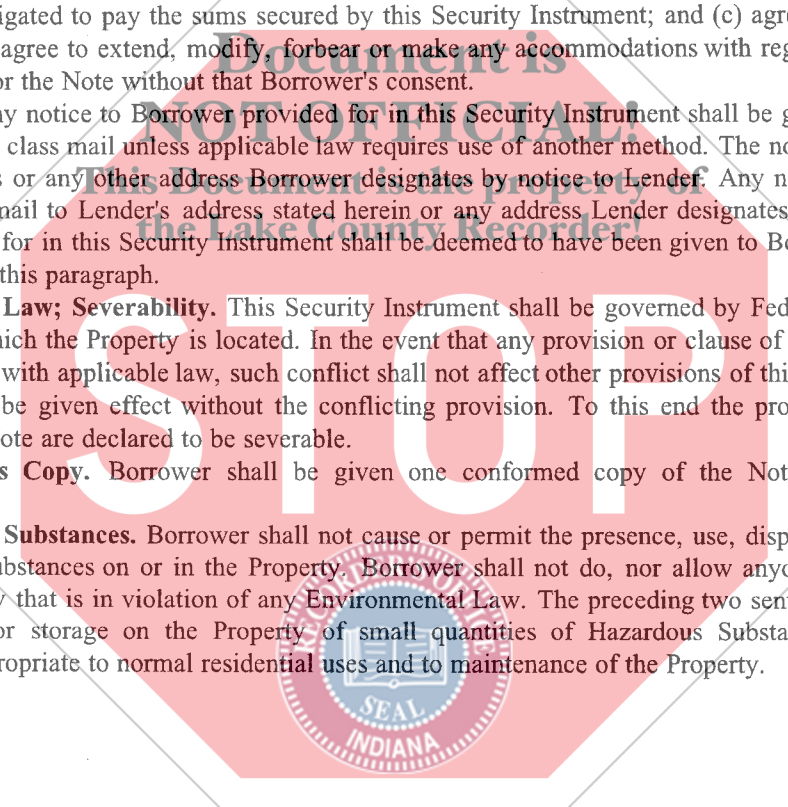 igated to pay the sums secured by this Security Instrument; and (c) agre
agree to extend, modify, forbear or make any accommodations with reg
or the Note without that Borrower's consent.
Document is
ny notice to Borrower provided for in this Security Instrument shall be g
NOT OFFICIAL!
class mail unless applicable law requires use of another method. The no
s or any other address Borrower designates by notice to Lender. Any n
This Document is the property of
nail to Lender's address stated herein or any address Lender designates
the Lake County Recorder!
for in this Security Instrument shall be deemed to have been given to Bo
this paragraph.
Law; Severability. This Security Instrument shall be governed by Fed
hich the Property is located. In the event that any provision or clause of
with applicable law, such conflict shall not affect other provisions of thi
be given effect without the conflicting provision. To this end the pro
ote are declared to be severable.
STOP
s Copy. Borrower shall be given one conformed copy of the Not
Substances. Borrower shall not cause or permit the presence, use, disp
ubstances on or in the Property. Borrower shall not do, nor allow anyo
y that is in violation of any Environmental Law. The preceding two sen
or storage on the Property of small quantities of Hazardous Substa
ropriate to normal residential uses and to maintenance of the Property.
SEAL
INDIANA